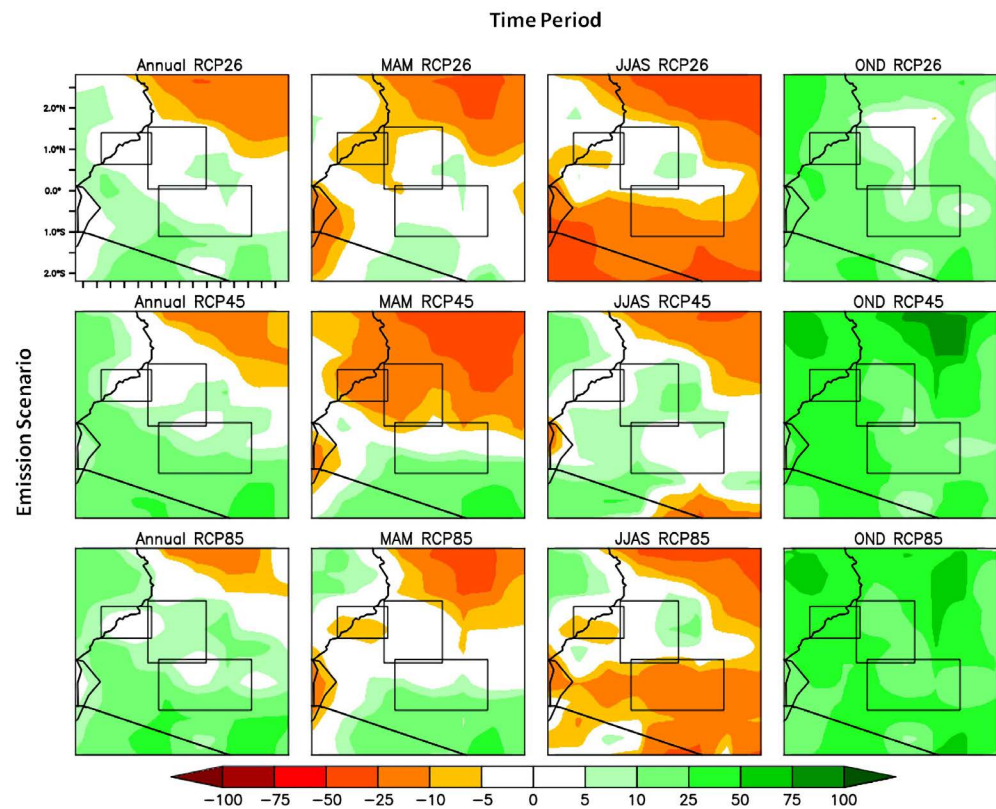 Time Period
Annual RCP26 MAM RCP26 JJAS RCP26 OND RCP26
2.0°N
1.0°N
0.0°
1.0°S
2.0°S
Emission Scenario
Annual RCP45 MAM RCP45 JJAS RCP45 OND RCP45
Annual RCP85 MAM RCP85 JJAS RCP85 OND RCP85
−100 −75 −50 −25 −10 −5 0 5 10 25 50 75 100